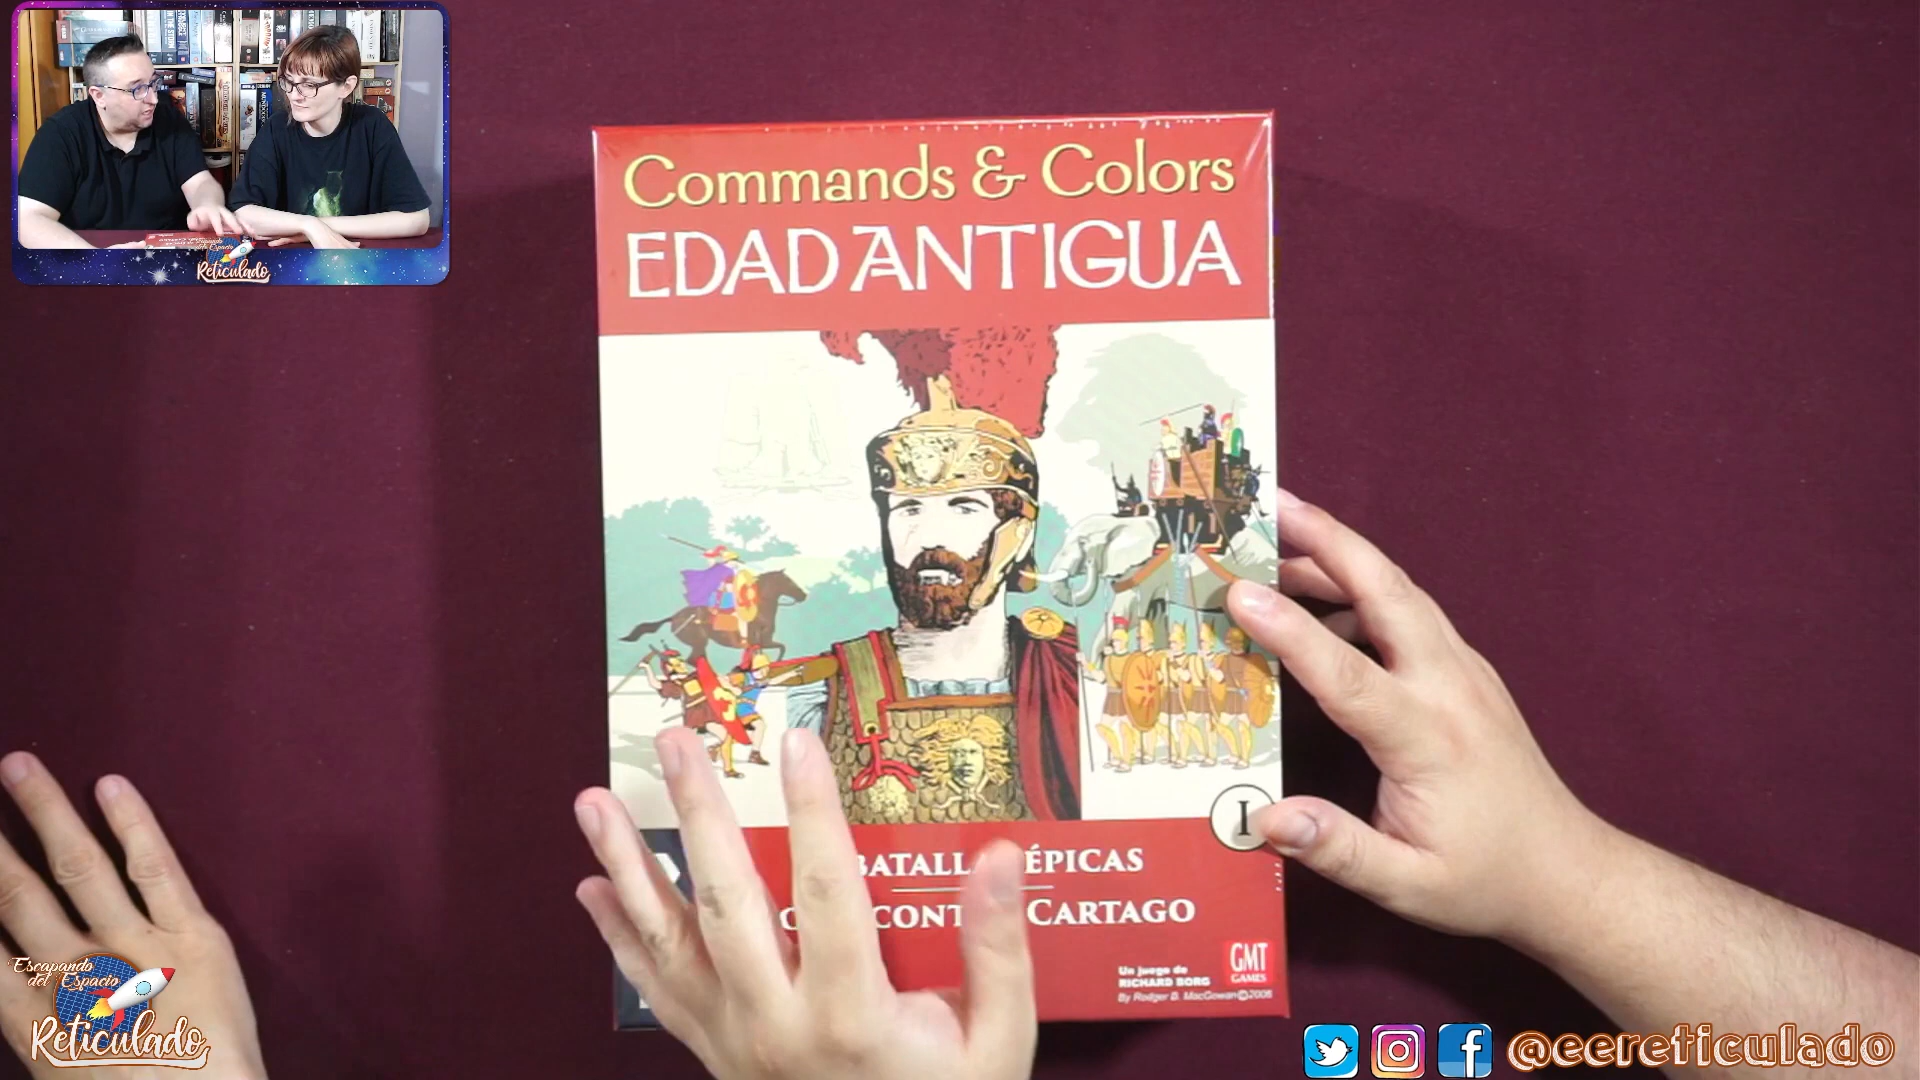 Commands & Colors
EDAD ANTIGUA
I
BATALLA ÉPICAS
CONT CARTAGO
Un juego de
RICHARD BORG
By Rodger B. MacGowan©2006
GMT
GAMES
Reticulado
Escapando
del Espacio
Reticulado
@eereticulado